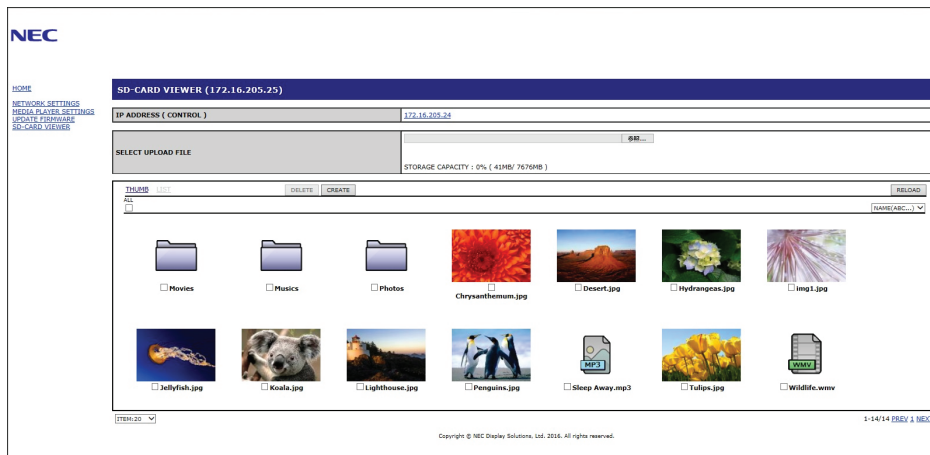 NEC
HOME
NETWORK SETTINGS
MEDIA PLAYER SETTINGS
UPDATE FIRMWARE
SD-CARD VIEWER
SD-CARD VIEWER (172.16.205.25)
IP ADDRESS ( CONTROL ) 172.16.205.24
SELECT UPLOAD FILE 参照...
STORAGE CAPACITY : 0% ( 41MB/ 7676MB )
THUMB LIST DELETE CREATE RELOAD
ALL
NAME(ABC...)
Movies Musics Photos Chrysanthemum.jpg Desert.jpg Hydrangeas.jpg img1.jpg
MP3 WMV
Jellyfish.jpg Koala.jpg Lighthouse.jpg Penguins.jpg Sleep Away.mp3 Tulips.jpg Wildlife.wmv
ITEM:20 1-14/14 PREV 1 NEXT
Copyright © NEC Display Solutions, Ltd. 2016. All rights reserved.